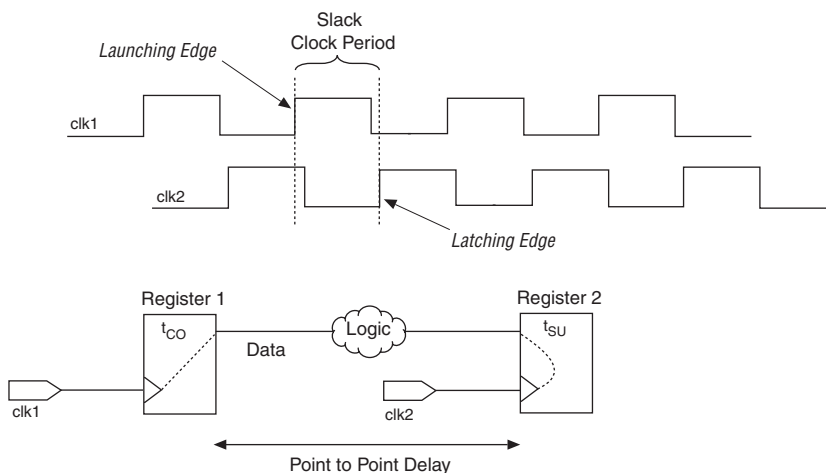 Slack
Clock Period
Launching Edge
clk1
clk2
Latching Edge
Register 1
Register 2
tCO
Logic
tSU
Data
clk1
clk2
Point to Point Delay